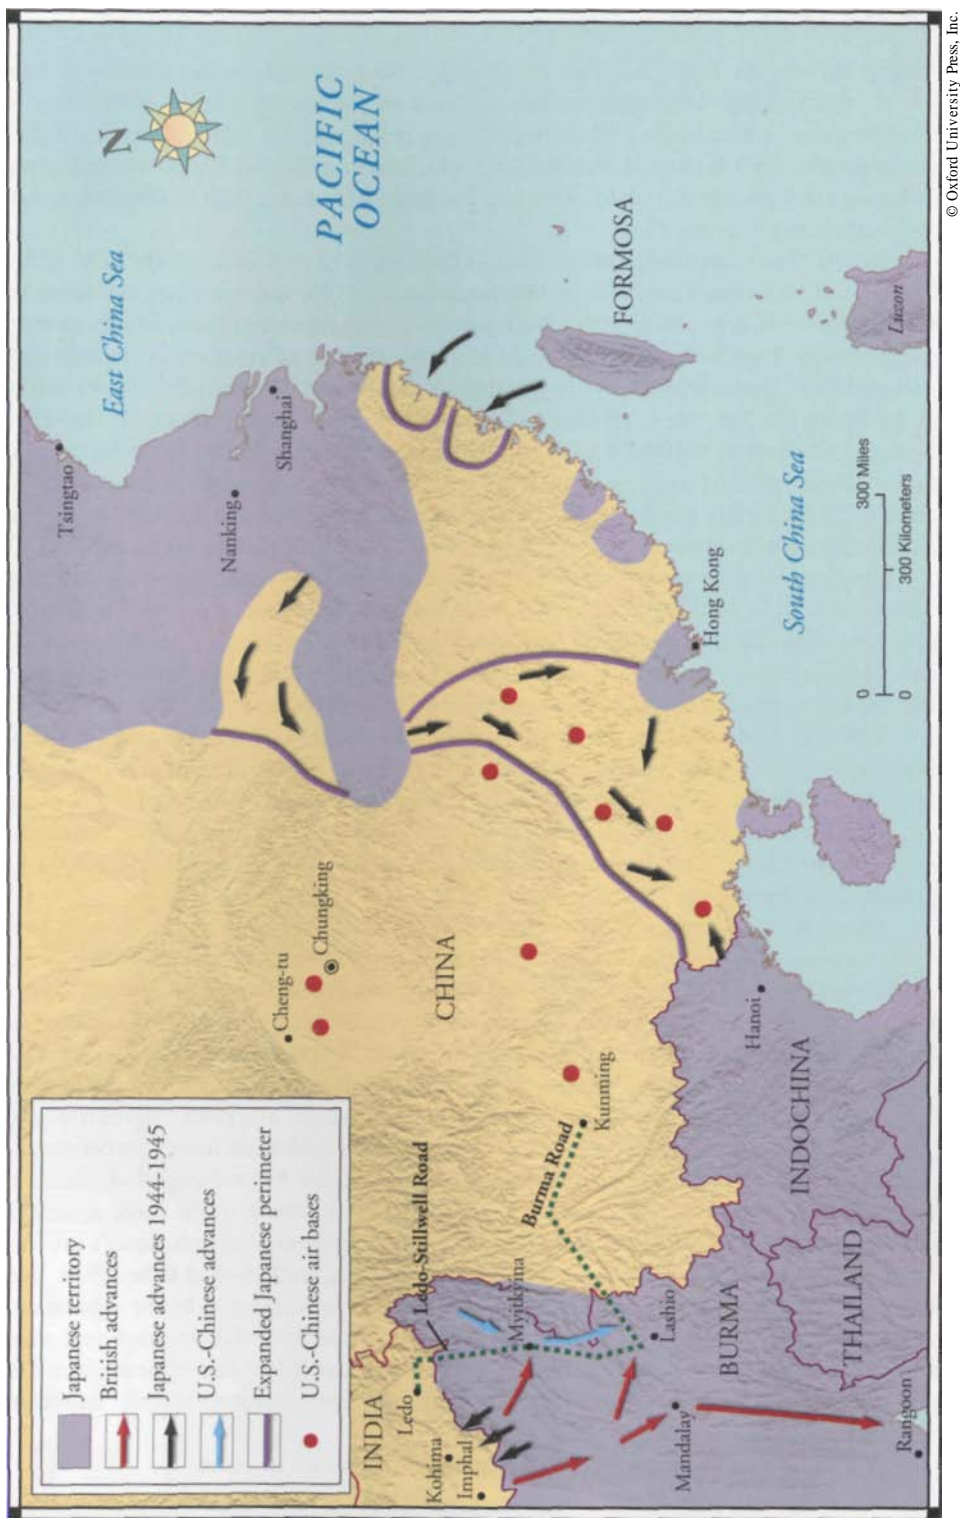 Japanese territory
British advances
Japanese advances 1944-1945
U.S.-Chinese advances
Expanded Japanese perimeter
U.S.-Chinese air bases
N
East China Sea
PACIFIC
OCEAN
Tsingtao
Nanking
Shanghai
FORMOSA
Luzon
Cheng-tu
Chungking
CHINA
Hong Kong
South China Sea
0
300 Miles
0
300 Kilometers
Kunming
Burma Road
Ledo-Stillwell Road
INDIA
Ledo
Kohima
Imphal
Myitkyina
Lashio
Mandalay
BURMA
Rangoon
THAILAND
INDOCHINA
Hanoi
© Oxford University Press, Inc.